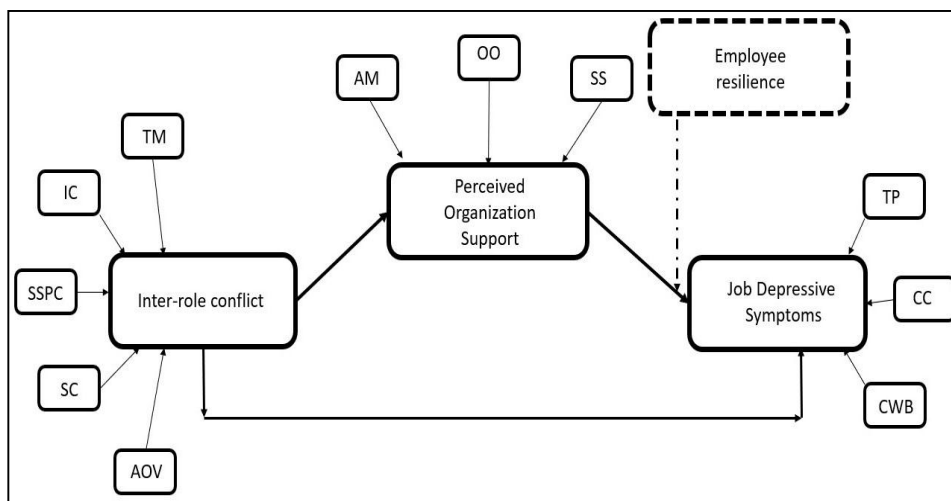 OO
Employee
resilience
AM
SS
TM
Perceived
Organization
Support
IC
TP
SSPC
Inter-role conflict
Job Depressive
Symptoms
CC
SC
CWB
AOV